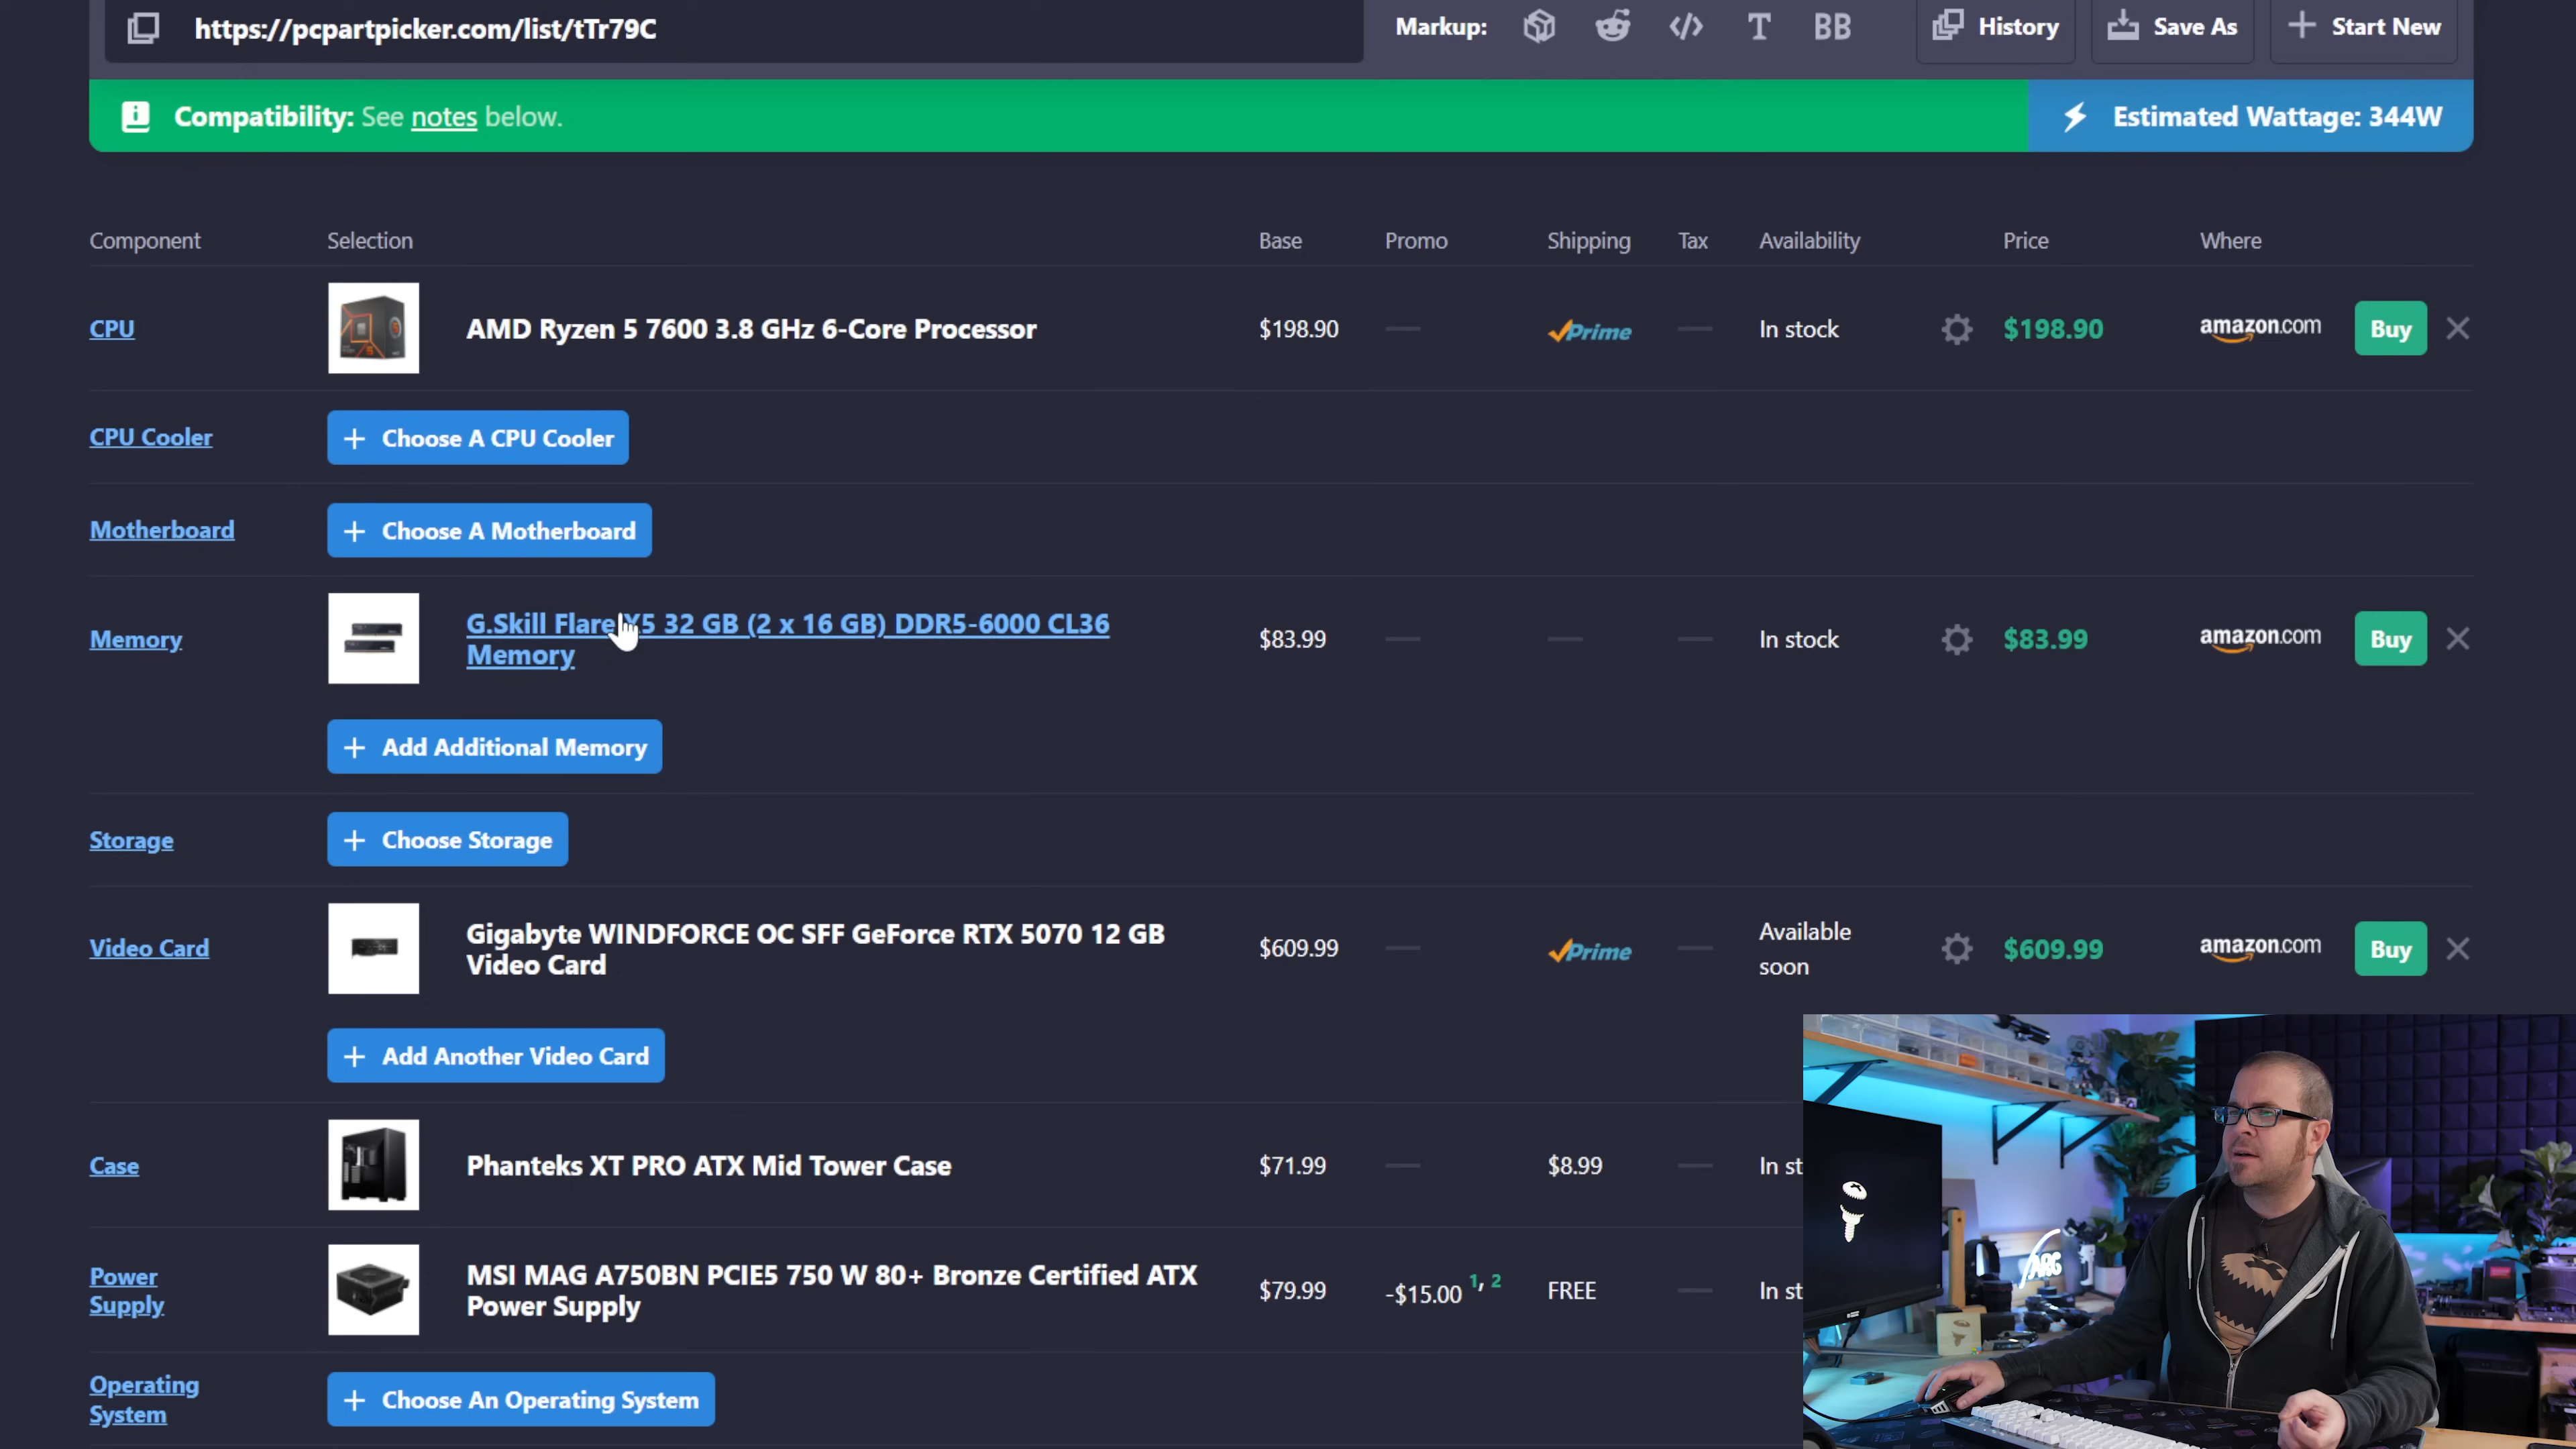 https://pcpartpicker.com/list/tTr79C
Markup:
T
BB
History
Save As
Start New
Compatibility: See notes below.
Estimated Wattage: 344W
Component Selection Base Promo Shipping Tax Availability Price Where
CPU
AMD Ryzen 5 7600 3.8 GHz 6-Core Processor
$198.90 Prime In stock $198.90 amazon.com Buy
CPU Cooler
+ Choose A CPU Cooler
Motherboard
+ Choose A Motherboard
Memory
G.Skill Flare X5 32 GB (2 x 16 GB) DDR5-6000 CL36
Memory
$83.99 In stock $83.99 amazon.com Buy
+ Add Additional Memory
Storage
+ Choose Storage
Video Card
Gigabyte WINDFORCE OC SFF GeForce RTX 5070 12 GB
Video Card
$609.99 Prime
Available
soon
$609.99 amazon.com Buy
+ Add Another Video Card
Case
Phanteks XT PRO ATX Mid Tower Case
$71.99 $8.99 In st
Power
Supply
MSI MAG A750BN PCIE5 750 W 80+ Bronze Certified ATX
Power Supply
$79.99 -$15.00 1, 2 FREE In st
Operating
System
+ Choose An Operating System
ARG